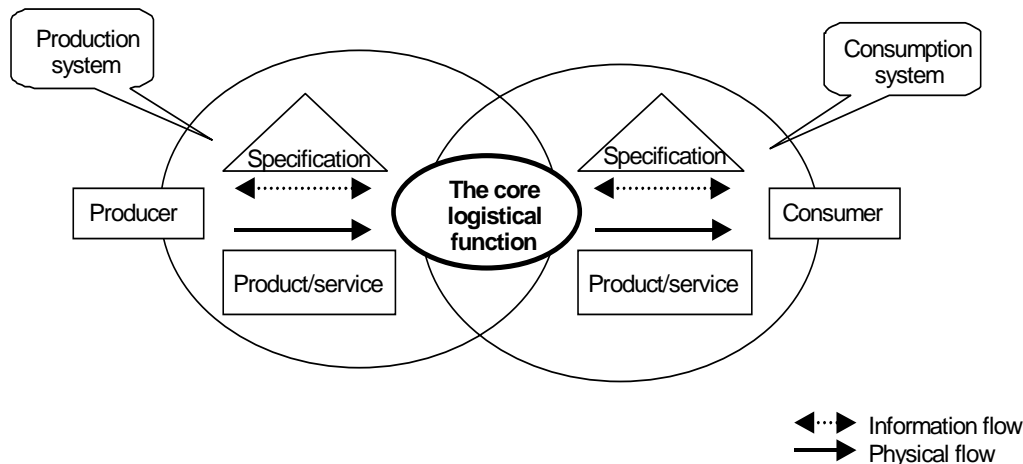 Production
system
Consumption
system
Specification
Specification
The core
logistical
function
Producer
Consumer
Product/service
Product/service
Information flow
Physical flow